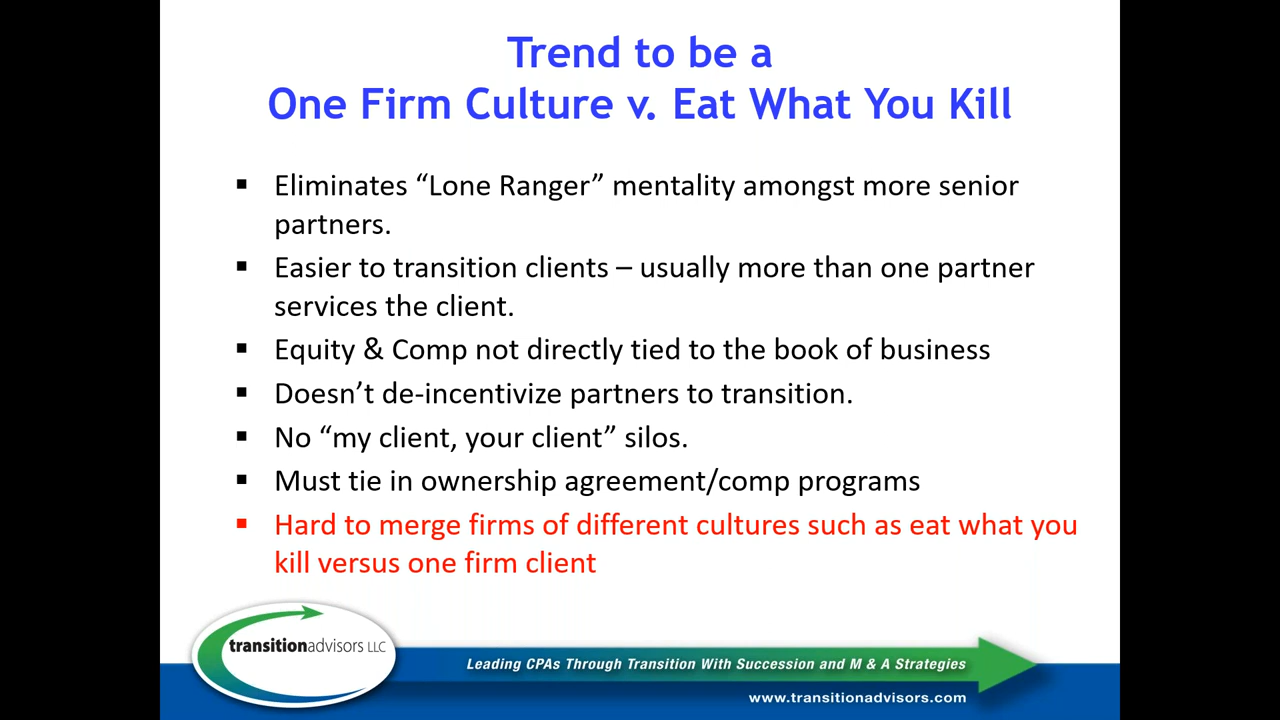 Trend to be a
One Firm Culture v. Eat What You Kill
▪ Eliminates “Lone Ranger” mentality amongst more senior
partners.
▪ Easier to transition clients – usually more than one partner
services the client.
▪ Equity & Comp not directly tied to the book of business
▪ Doesn’t de-incentivize partners to transition.
▪ No “my client, your client” silos.
▪ Must tie in ownership agreement/comp programs
▪ Hard to merge firms of different cultures such as eat what you
kill versus one firm client
transitionadvisors LLC
Leading CPAs Through Transition With Succession and M & A Strategies
www.transitionadvisors.com